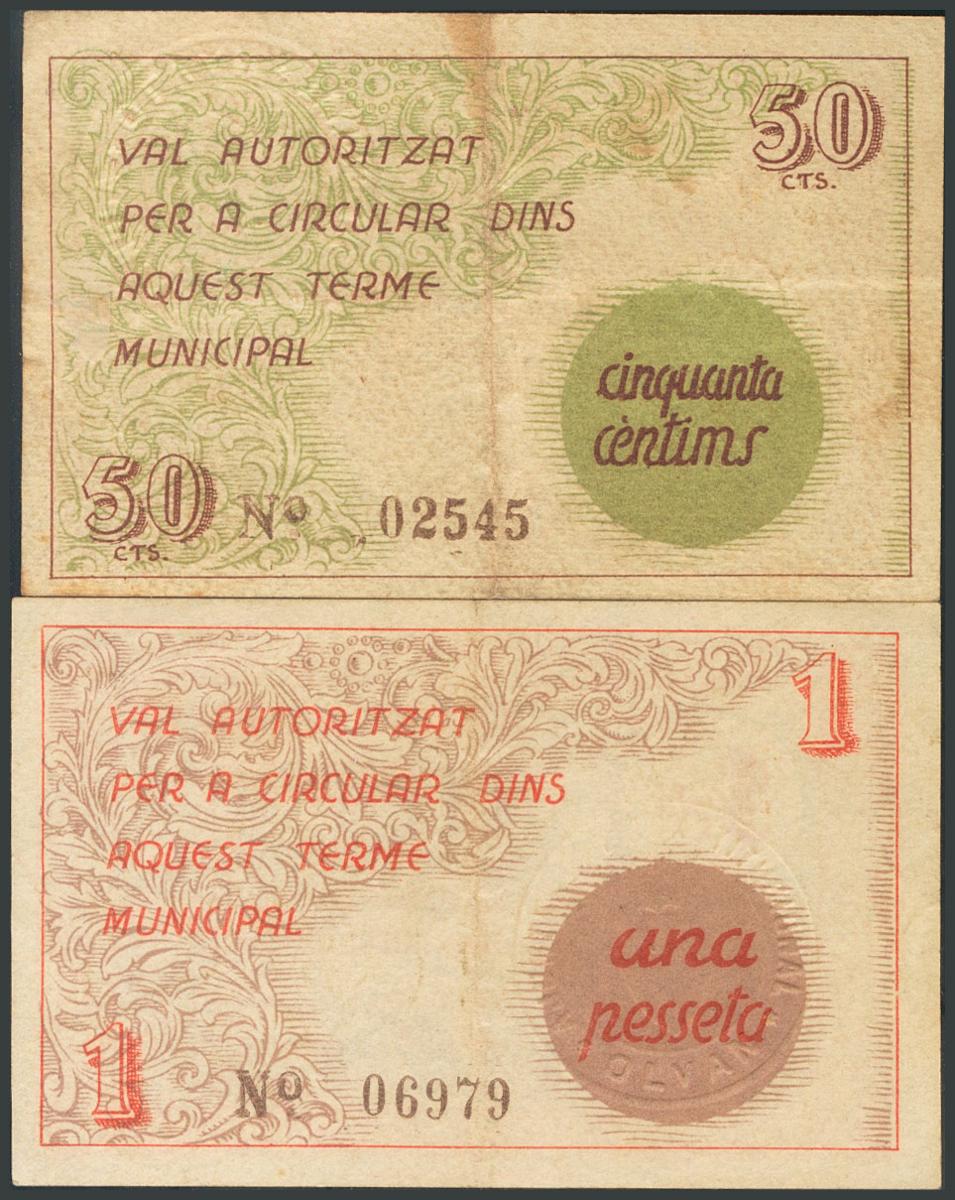 50
CTS.
VAL AUTORITZAT
PER A CIRCULAR DINS
AQUEST TERME
MUNICIPAL
cinquanta
cèntims
50
CTS.
Nº 02545
1
VAL AUTORITZAT
PER A CIRCULAR DINS
AQUEST TERME
MUNICIPAL
una
pesseta
1
Nº 06979